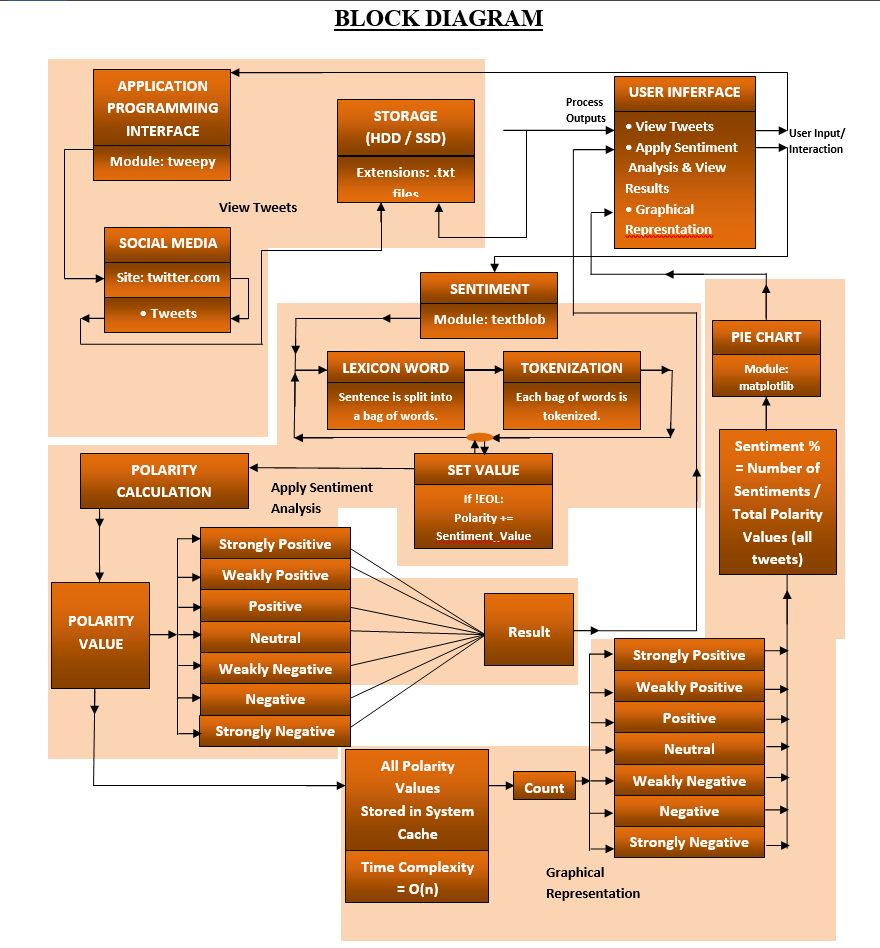 BLOCK DIAGRAM
APPLICATION
PROGRAMMING
INTERFACE
Module: tweepy
STORAGE
(HDD / SSD)
Extensions: .txt
files
Process
Outputs
USER INFERFACE
• View Tweets
• Apply Sentiment
Analysis & View
Results
• Graphical
Represntation
User Input/
Interaction
View Tweets
SOCIAL MEDIA
Site: twitter.com
• Tweets
SENTIMENT
Module: textblob
LEXICON WORD
Sentence is split into
a bag of words.
TOKENIZATION
Each bag of words is
tokenized.
PIE CHART
Module:
matplotlib
Sentiment %
= Number of
Sentiments /
Total Polarity
Values (all
tweets)
POLARITY
CALCULATION
Apply Sentiment
Analysis
SET VALUE
If !EOL:
Polarity +=
Sentiment_Value
POLARITY
VALUE
Strongly Positive
Weakly Positive
Positive
Neutral
Weakly Negative
Negative
Strongly Negative
Result
Strongly Positive
Weakly Positive
Positive
Neutral
Weakly Negative
Negative
Strongly Negative
All Polarity
Values
Stored in System
Cache
Time Complexity
= O(n)
Count
Graphical
Representation